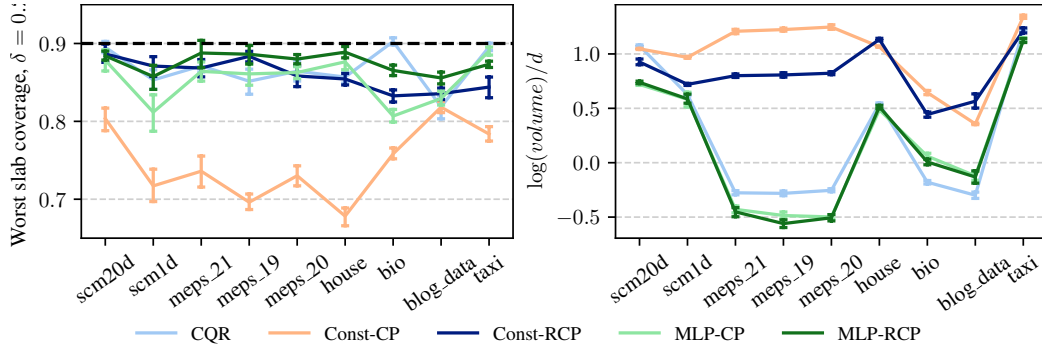 Worst slab coverage, δ = 0.
0.9
0.8
0.7
scm20d
scm1d
meps_21
meps_19
meps_20
house
bio
blog_data
taxi
log(volume)/d
1.0
0.5
0.0
−0.5
scm20d
scm1d
meps_21
meps_19
meps_20
house
bio
blog_data
taxi
CQR
Const-CP
Const-RCP
MLP-CP
MLP-RCP